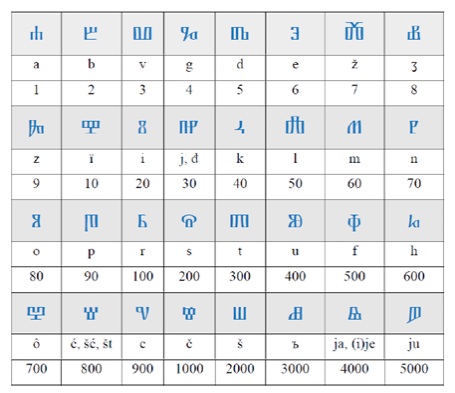 Ⰰ Ⰱ Ⰲ Ⰳ Ⰴ Ⰵ Ⰶ Ⰷ
a b v g d e ž ʒ
1 2 3 4 5 6 7 8
Ⰸ Ⰺ Ⰻ Ⰼ Ⰽ Ⰾ Ⰿ Ⱀ
z ï i j, đ k l m n
9 10 20 30 40 50 60 70
Ⱁ Ⱂ Ⱃ Ⱄ Ⱅ Ⱆ Ⱇ Ⱈ
o p r s t u f h
80 90 100 200 300 400 500 600
Ⱉ Ⱋ Ⱌ Ⱍ Ⱎ Ⱏ Ⱑ Ⱓ
ô ć, šć, št c č š ъ ja, (i)je ju
700 800 900 1000 2000 3000 4000 5000